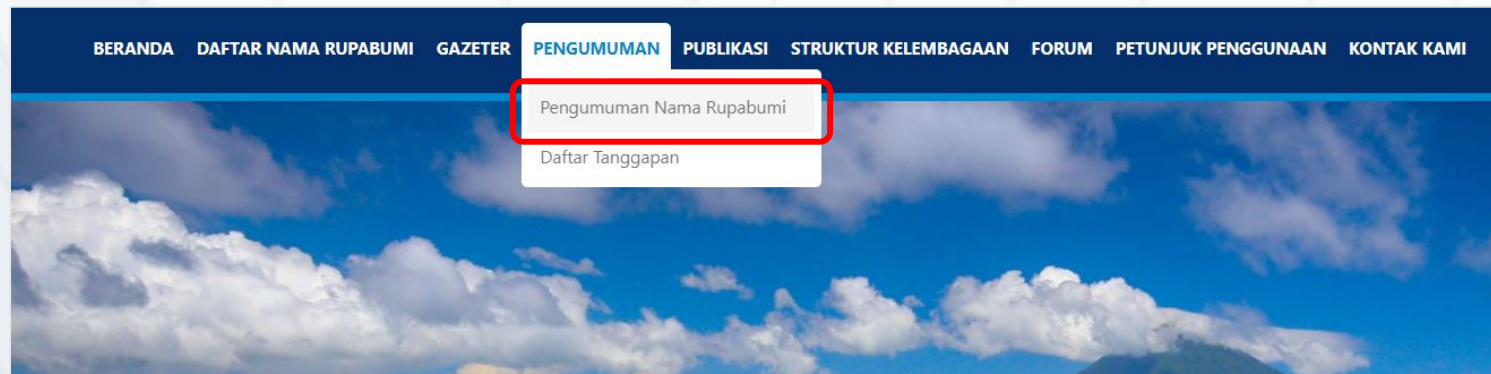 BERANDA DAFTAR NAMA RUPABUMI GAZETER PENGUMUMAN PUBLIKASI STRUKTUR KELEMBAGAAN FORUM PETUNJUK PENGGUNAAN KONTAK KAMI
Pengumuman Nama Rupabumi
Daftar Tanggapan